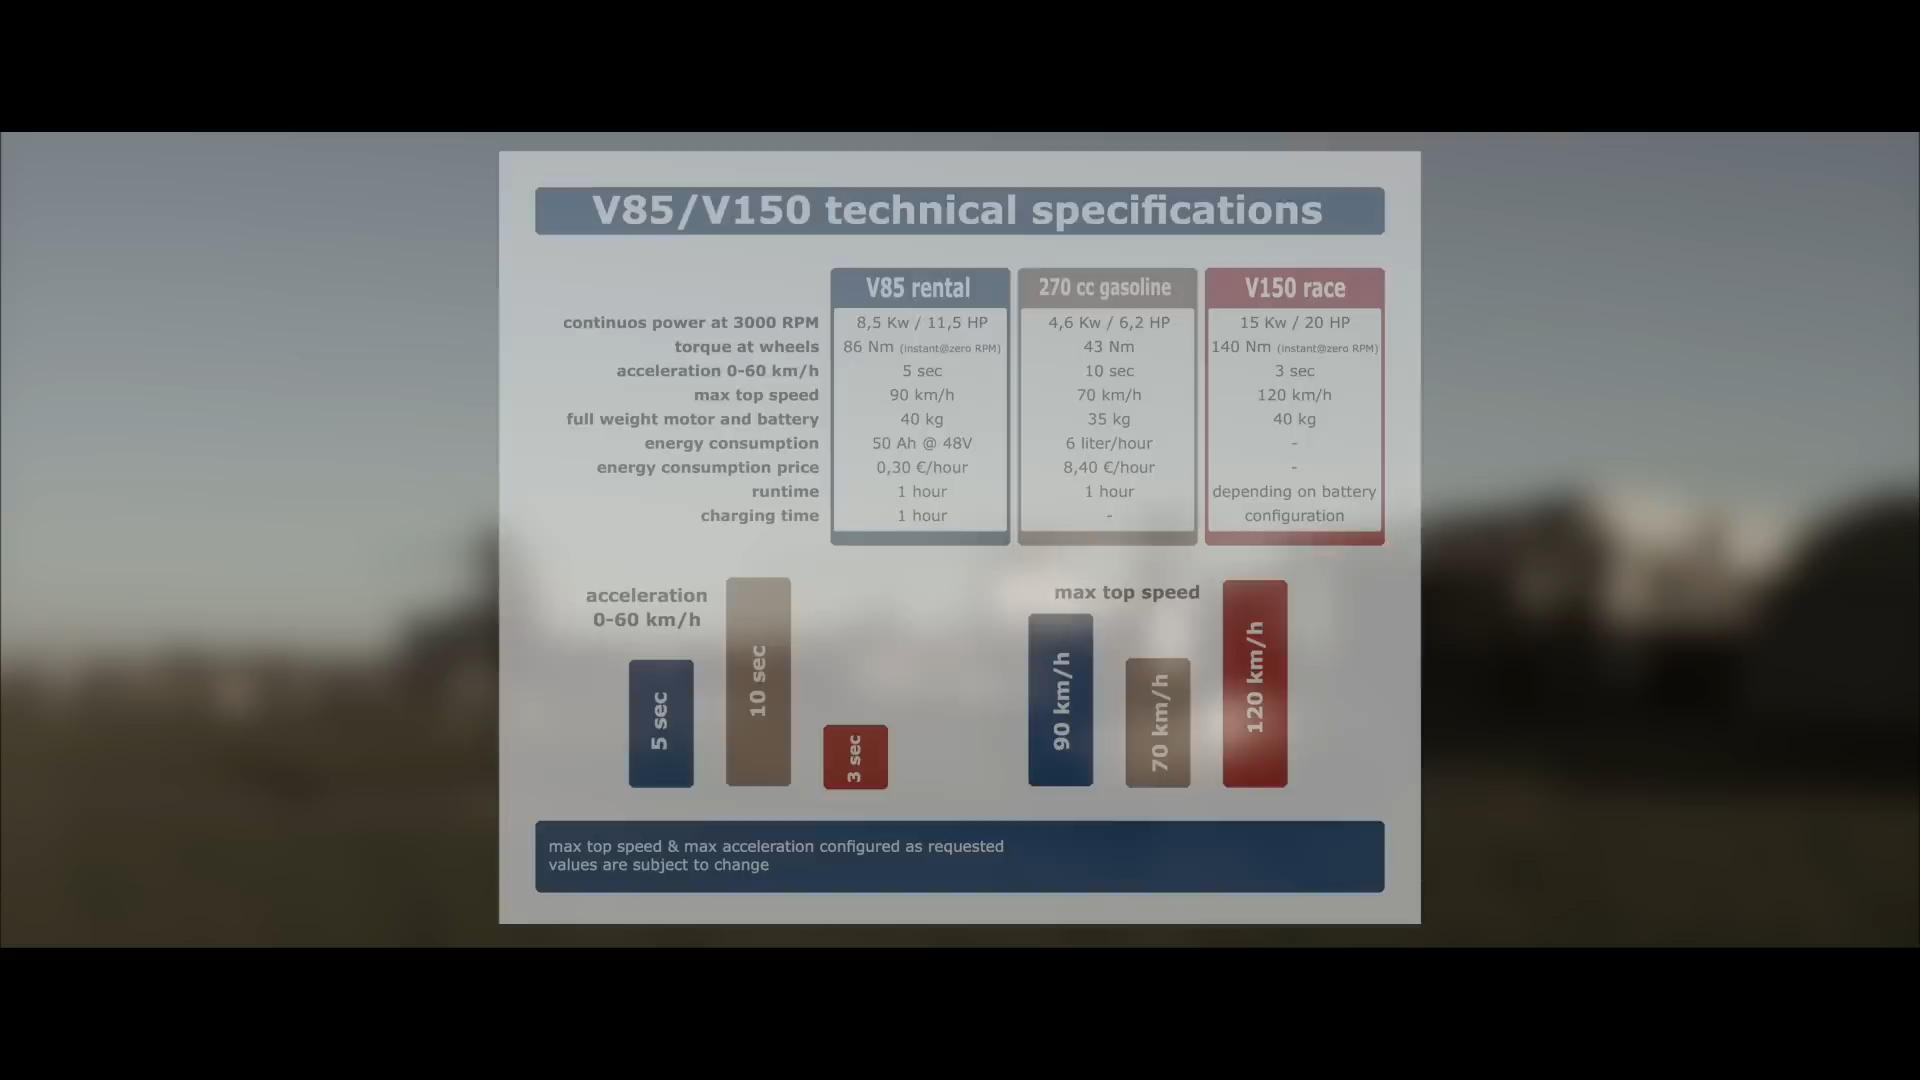 V85/V150 technical specifications
V85 rental 270 cc gasoline V150 race
continuos power at 3000 RPM 8,5 Kw / 11,5 HP 4,6 Kw / 6,2 HP 15 Kw / 20 HP
torque at wheels 86 Nm (instant@zero RPM) 43 Nm 140 Nm (instant@zero RPM)
acceleration 0-60 km/h 5 sec 10 sec 3 sec
max top speed 90 km/h 70 km/h 120 km/h
full weight motor and battery 40 kg 35 kg 40 kg
energy consumption 50 Ah @ 48V 6 liter/hour -
energy consumption price 0,30 €/hour 8,40 €/hour -
runtime 1 hour 1 hour depending on battery
charging time 1 hour - configuration
acceleration
0-60 km/h
5 sec
10 sec
3 sec
max top speed
90 km/h
70 km/h
120 km/h
max top speed & max acceleration configured as requested
values are subject to change